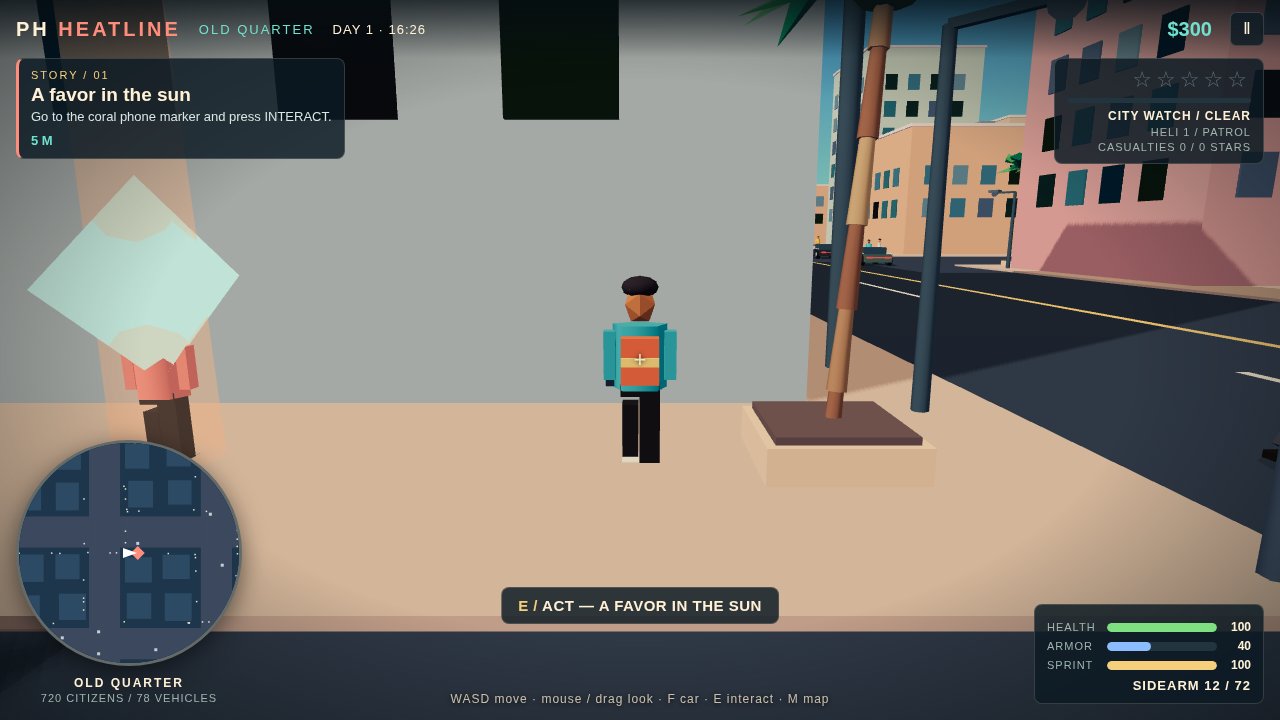 PH HEATLINE OLD QUARTER DAY 1 · 16:26
$300
STORY / 01
A favor in the sun
Go to the coral phone marker and press INTERACT.
5 M
☆☆☆☆☆
CITY WATCH / CLEAR
HELI 1 / PATROL
CASUALTIES 0 / 0 STARS
E / ACT — A FAVOR IN THE SUN
HEALTH 100
ARMOR 40
SPRINT 100
SIDEARM 12 / 72
OLD QUARTER
720 CITIZENS / 78 VEHICLES
WASD move · mouse / drag look · F car · E interact · M map